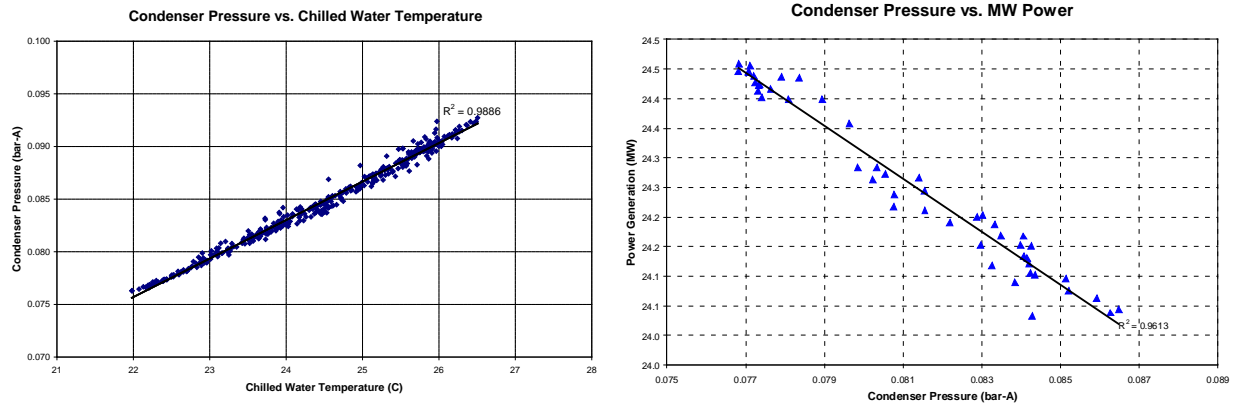 Condenser Pressure vs. Chilled Water Temperature
0.100
0.095
0.090
0.085
0.080
0.075
0.070
Condenser Pressure (bar-A)
R² = 0.9886
21 22 23 24 25 26 27 28
Chilled Water Temperature (C)
Condenser Pressure vs. MW Power
24.5
24.5
24.4
24.4
24.3
24.3
24.2
24.2
24.1
24.1
24.0
24.0
Power Generation (MW)
R² = 0.9613
0.075 0.077 0.079 0.081 0.083 0.085 0.087 0.089
Condenser Pressure (bar-A)